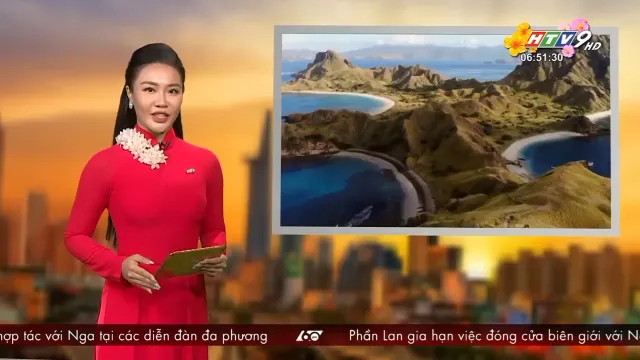 HTV9 HD
06:51:30
hợp tác với Nga tại các diễn đàn đa phương 60 Phần Lan gia hạn việc đóng cửa biên giới với N